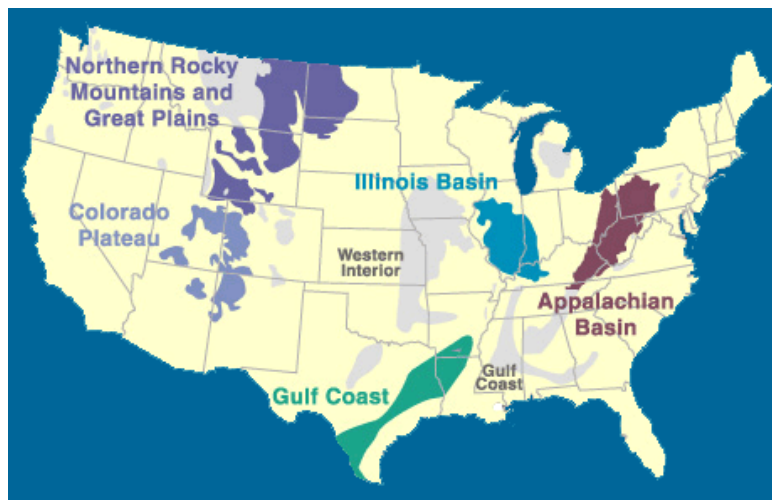 Northern Rocky
Mountains and
Great Plains
Illinois Basin
Colorado
Plateau
Western
Interior
Appalachian
Basin
Gulf
Coast
Gulf Coast